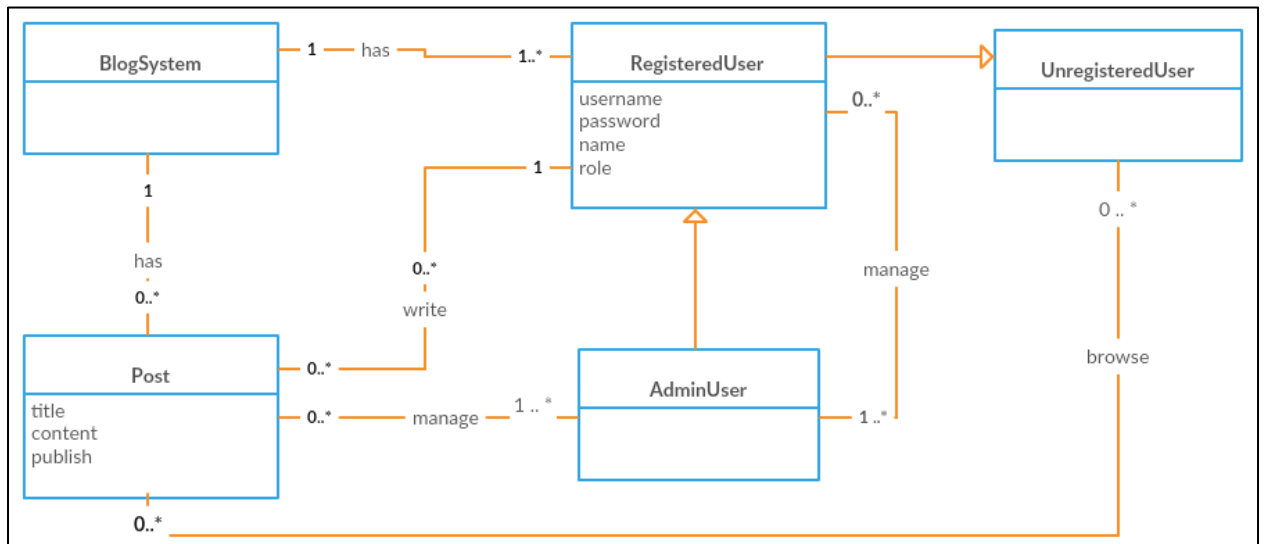 BlogSystem
1
has
1..*
RegisteredUser
username
password
name
role
UnregisteredUser
0..*
1
1
0 .. *
has
0..*
0..*
write
manage
browse
Post
title
content
publish
0..*
0..*
manage
1 .. *
AdminUser
1 ..*
0..*